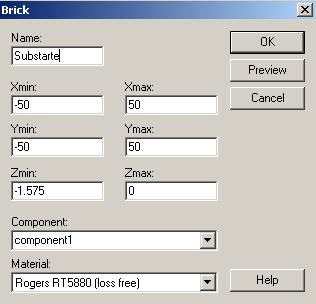 Brick
Name:
OK
Substarte
Preview
Xmin: Xmax:
-50 50 Cancel
Ymin: Ymax:
-50 50
Zmin: Zmax:
-1.575 0
Component:
component1
Material:
Rogers RT5880 (loss free) Help